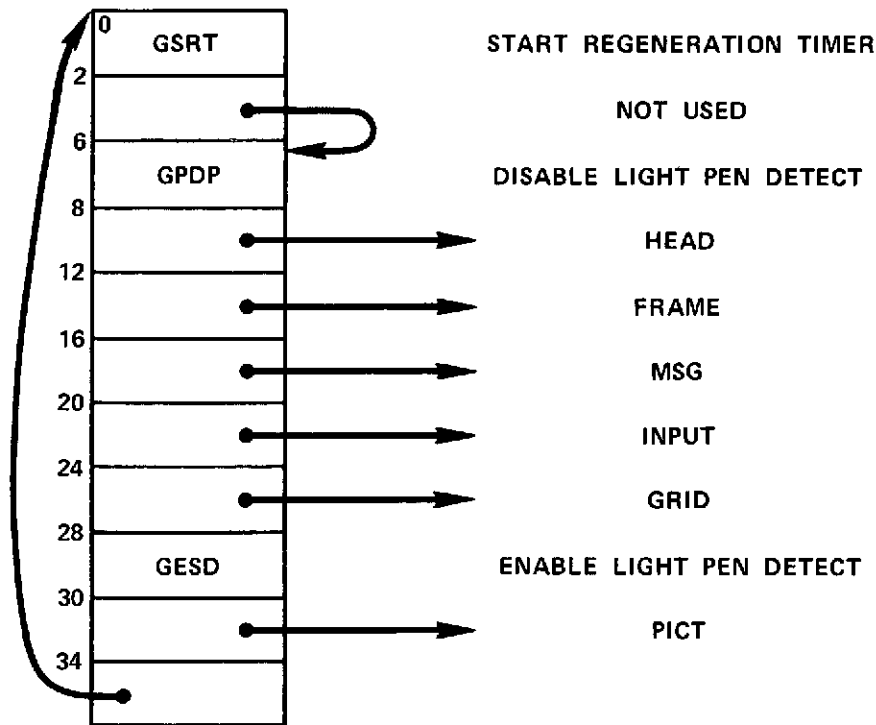 0
GSRT START REGENERATION TIMER
2
NOT USED
6
GPDP DISABLE LIGHT PEN DETECT
8
HEAD
12
FRAME
16
MSG
20
INPUT
24
GRID
28
GESD ENABLE LIGHT PEN DETECT
30
PICT
34